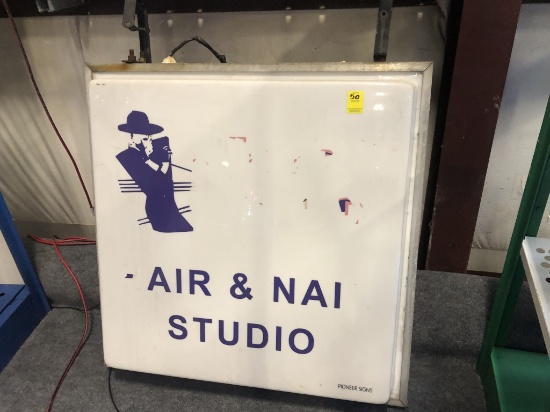 50
- AIR & NAI
STUDIO
PIONEER SIGNS